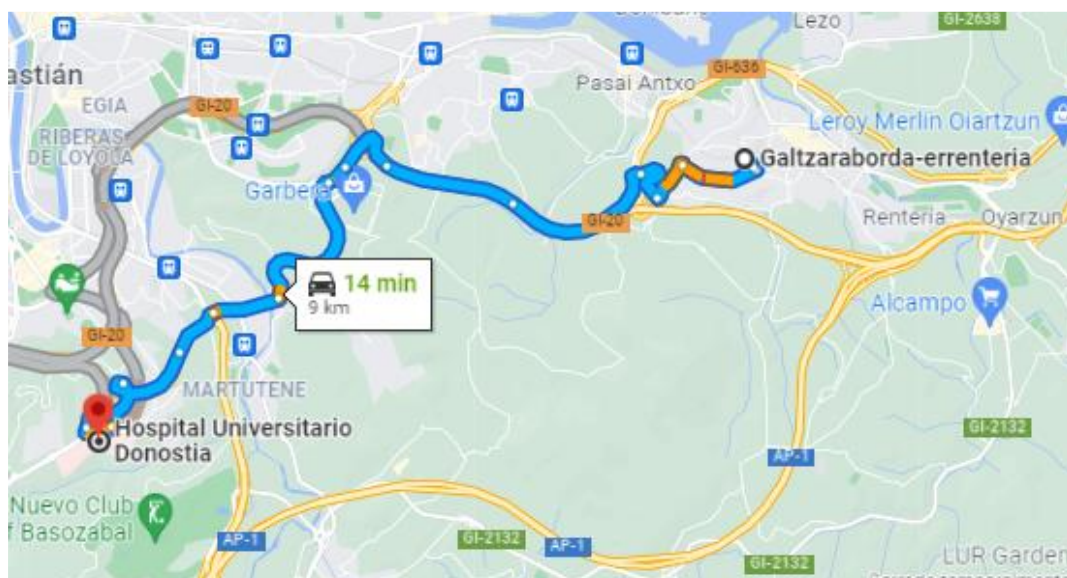 Lezo
GI-2638
astián
Pasai Antxo
GI-636
EGIA
GI-20
RIBERAS
DE LOYOLA
Leroy Merlin Oiartzun
Galtzaraborda-errenteria
Garbera
GI-20
Rentería
Oyarzun
14 min
9 km
Alcampo
GI-20
MARTUTENE
Hospital Universitario
Donostia
GI-2132
AP-1
Nuevo Club
f Basozabal
AP-1
GI-2132
AP-1
GI-2132
LUR Garden